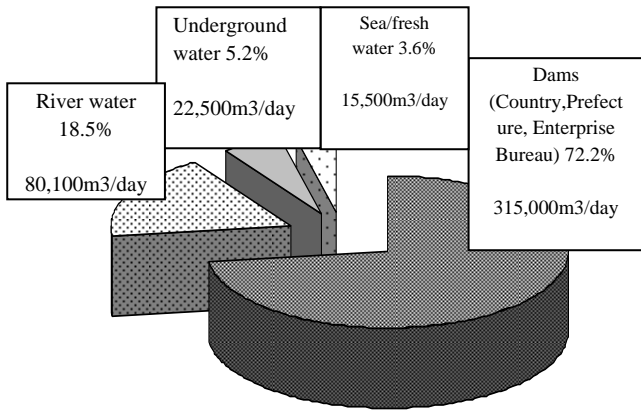 River water
18.5%
80,100m3/day
Underground
water 5.2%
22,500m3/day
Sea/fresh
water 3.6%
15,500m3/day
Dams
(Country,Prefect
ure, Enterprise
Bureau) 72.2%
315,000m3/day